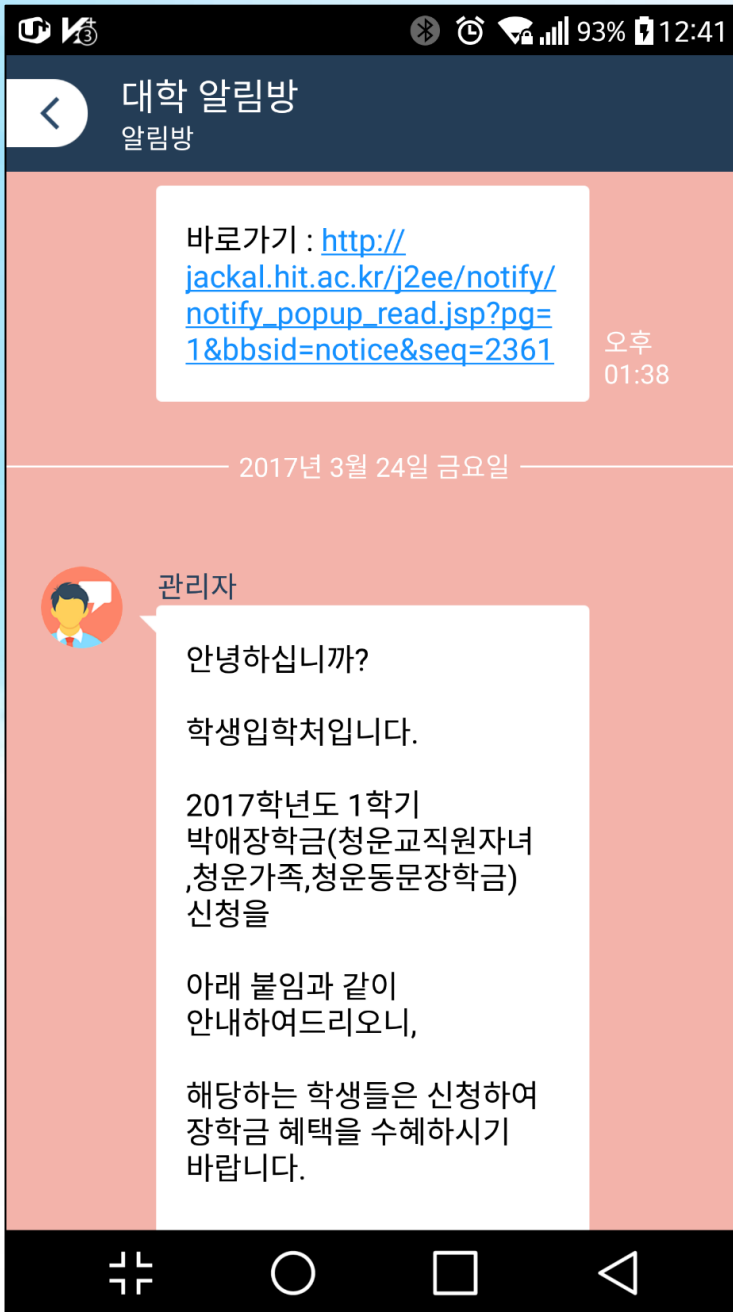 93% 12:41
대학 알림방
알림방
바로가기 : http://
jackal.hit.ac.kr/j2ee/notify/
notify_popup_read.jsp?pg=
1&bbsid=notice&seq=2361
오후
01:38
2017년 3월 24일 금요일
관리자
안녕하십니까?
학생입학처입니다.
2017학년도 1학기
박애장학금(청운교직원자녀
,청운가족,청운동문장학금)
신청을
아래 붙임과 같이
안내하여드리오니,
해당하는 학생들은 신청하여
장학금 혜택을 수혜하시기
바랍니다.